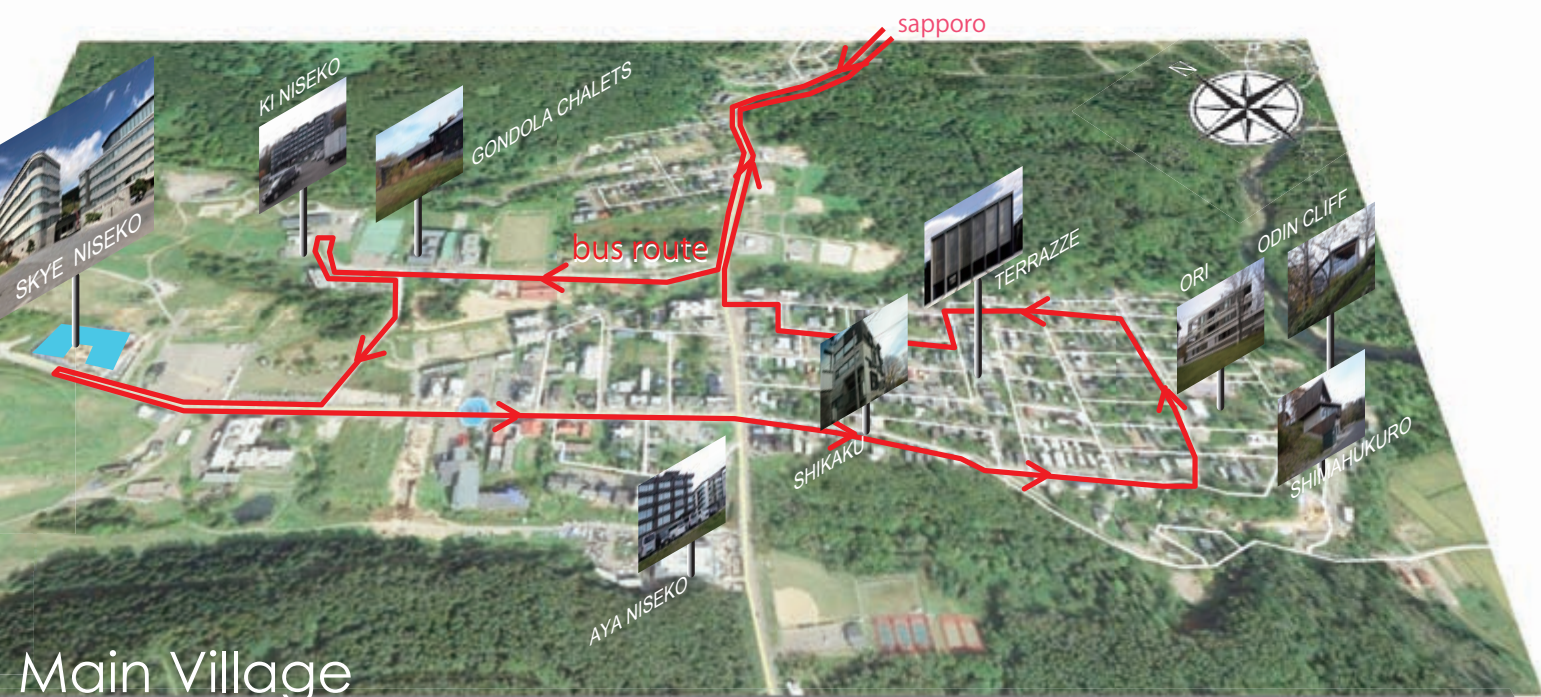 sapporo
N
KI NISEKO
GONDOLA CHALETS
SKYE NISEKO
bus route
TERRAZZE
ODIN CLIFF
ORI
SHIKAKU
SHIMAHUKURO
AYA NISEKO
Main Village